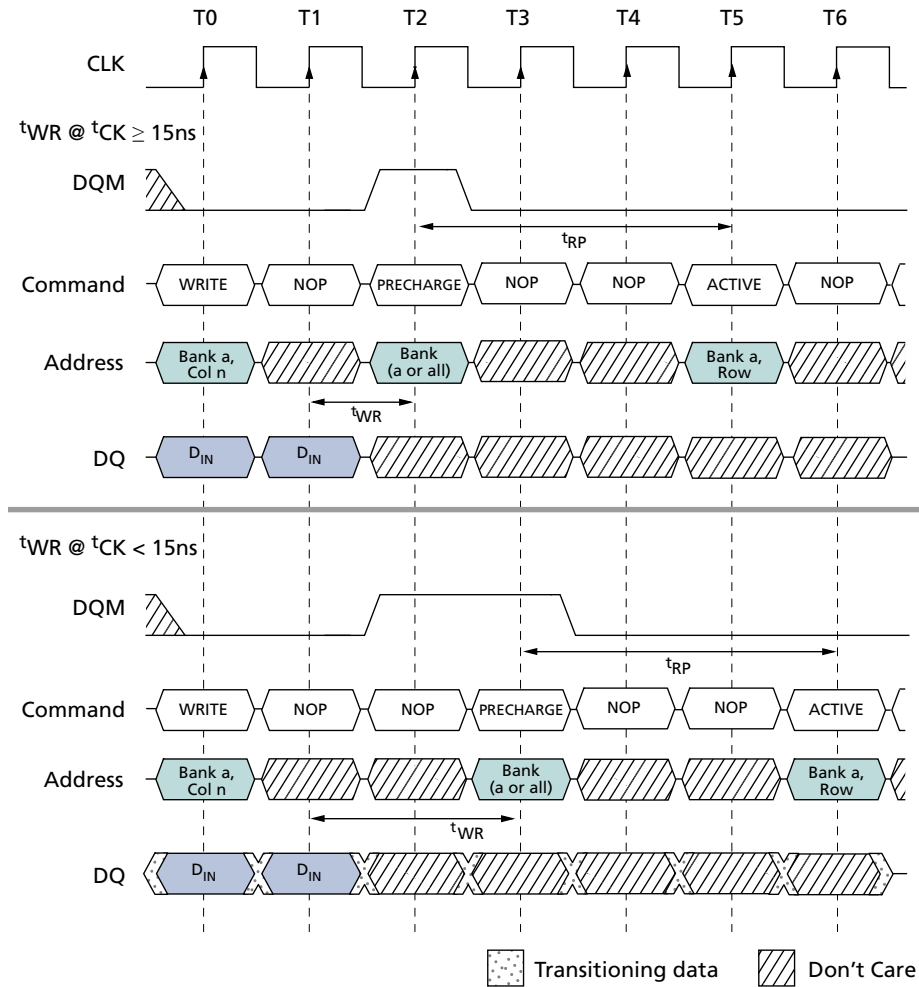 T0 T1 T2 T3 T4 T5 T6
CLK
tWR @ tCK ≥ 15ns
DQM
tRP
Command WRITE NOP PRECHARGE NOP NOP ACTIVE NOP
Address Bank a, Bank Bank a,
Col n (a or all) Row
tWR
DQ DIN DIN
tWR @ tCK < 15ns
DQM
tRP
Command WRITE NOP NOP PRECHARGE NOP NOP ACTIVE
Address Bank a, Bank Bank a,
Col n (a or all) Row
tWR
DQ DIN DIN
Transitioning data Don't Care